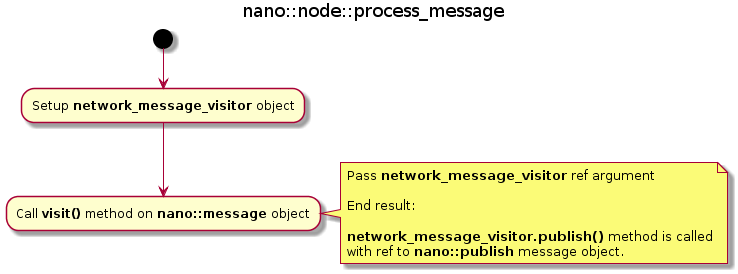 nano::node::process_message
Setup network_message_visitor object
Call visit() method on nano::message object
Pass network_message_visitor ref argument
End result:
network_message_visitor.publish() method is called
with ref to nano::publish message object.